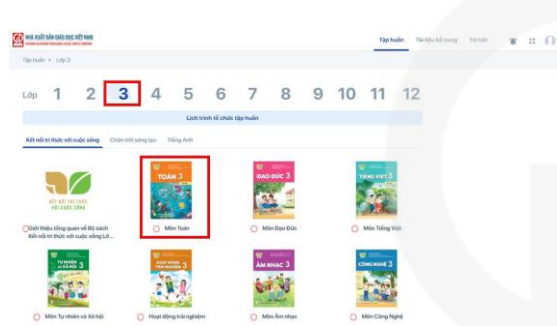 NHÀ XUẤT BẢN GIÁO DỤC VIỆT NAM
Tập huấn Tài liệu bổ sung Tin tức
Tập huấn > Lớp 3
Lớp 1 2 3 4 5 6 7 8 9 10 11 12
Lịch trình tổ chức tập huấn
Kết nối tri thức với cuộc sống Chân trời sáng tạo Tiếng Anh
KẾT NỐI TRI THỨC
VỚI CUỘC SỐNG
TOÁN 3
ĐẠO ĐỨC 3
TIẾNG VIỆT 3
Giới thiệu tổng quan về Bộ sách
Kết nối tri thức với cuộc sống Lớ...
Môn Toán
Môn Đạo Đức
Môn Tiếng Việt
TỰ NHIÊN
VÀ XÃ HỘI 3
HOẠT ĐỘNG
TRẢI NGHIỆM 3
ÂM NHẠC 3
CÔNG NGHỆ 3
Môn Tự nhiên và Xã hội
Hoạt động trải nghiệm
Môn Âm nhạc
Môn Công Nghệ